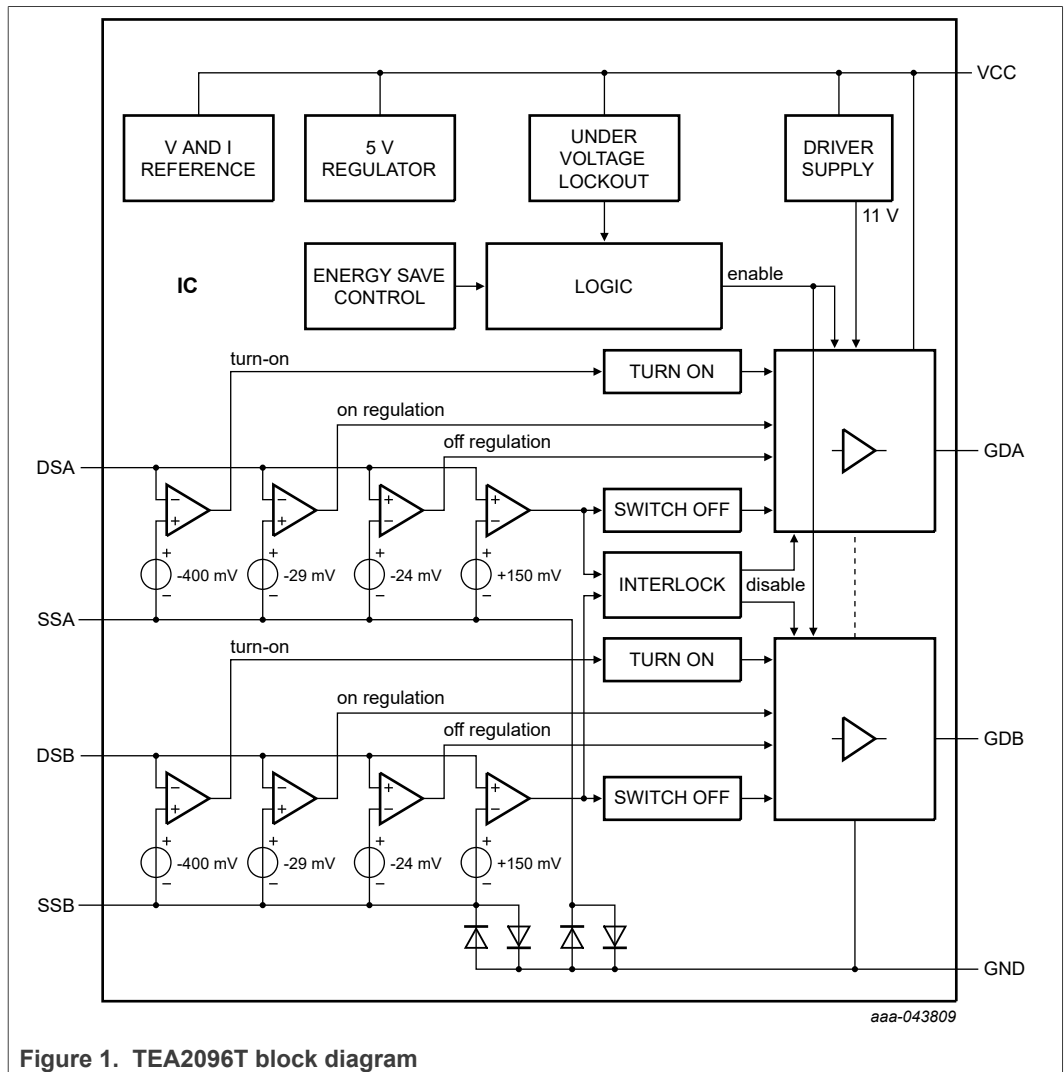 VCC
V AND I
REFERENCE
5 V
REGULATOR
UNDER
VOLTAGE
LOCKOUT
DRIVER
SUPPLY
11 V
IC
ENERGY SAVE
CONTROL
LOGIC
enable
turn-on
TURN ON
on regulation
off regulation
DSA
GDA
- + - + + - + -
SWITCH OFF
+ + + +
-400 mV
-29 mV
-24 mV
+150 mV
- - - -
INTERLOCK
disable
SSA
turn-on
TURN ON
on regulation
off regulation
DSB
GDB
- + - + + - + -
SWITCH OFF
+ + + +
-400 mV
-29 mV
-24 mV
+150 mV
- - - -
SSB
GND
aaa-043809
Figure 1. TEA2096T block diagram